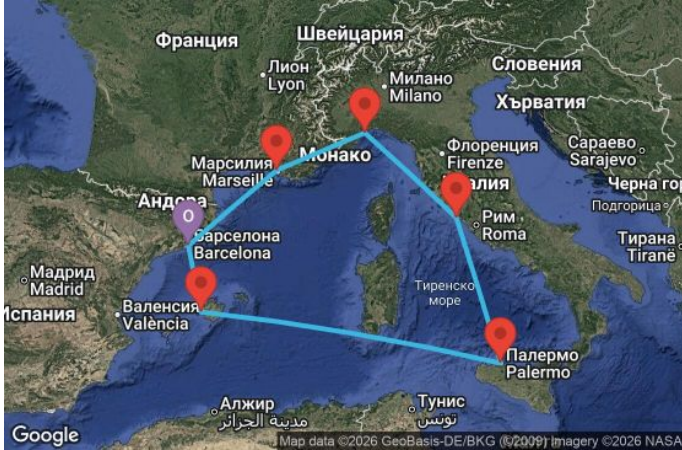 Франция
Швейцария
Лион
Lyon
Милано
Milano
Словения
Хърватия
Марсилия
Marseille
Монако
Флоренция
Firenze
Сараево
Sarajevo
Андора
O
Черна гор
Подгорица
Рим
Roma
Барселона
Barcelona
Тирана
Tiranë
Мадрид
Madrid
Испания
Валенсия
València
Тиренско
море
Палермо
Palermo
Алжир
مدينة الجزائر
Тунис
تونس
Google
Map data ©2026 GeoBasis-DE/BKG (©2009) Imagery ©2026 NASA